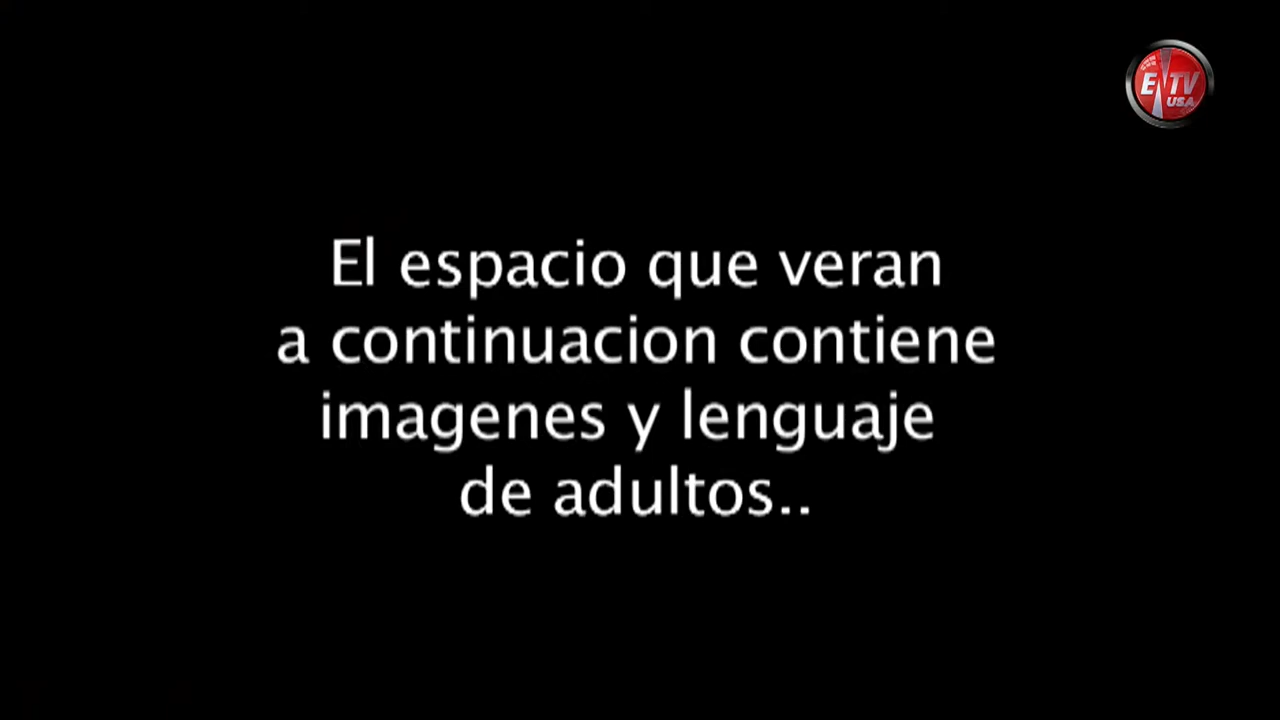 ENTV
USA
El espacio que veran
a continuacion contiene
imagenes y lenguaje
de adultos..